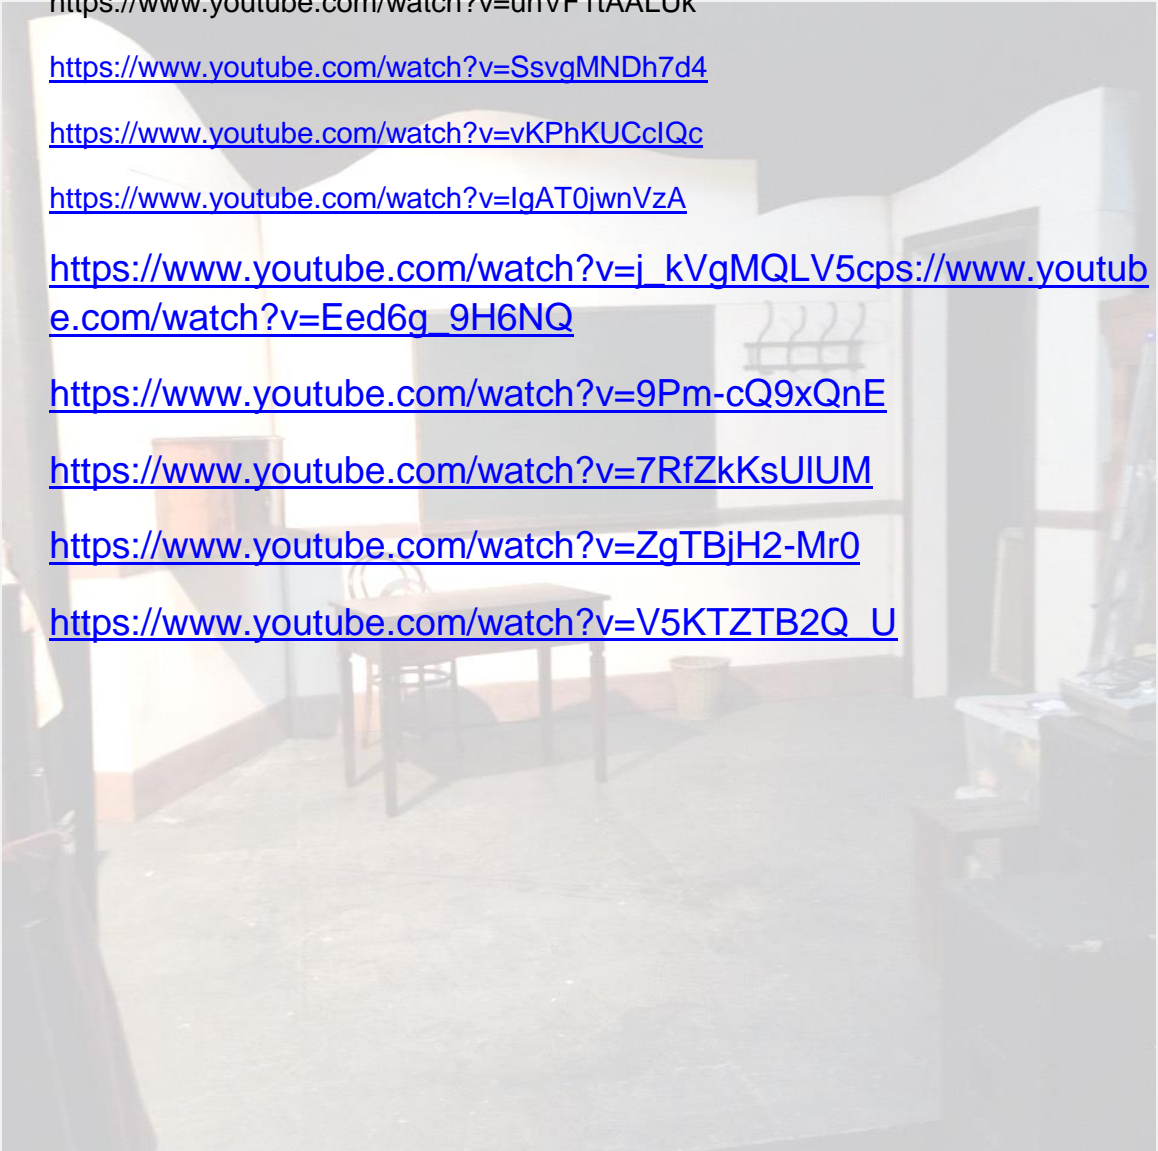 https://www.youtube.com/watch?v=SsvgMNDh7d4
https://www.youtube.com/watch?v=vKPhKUCcIQc
https://www.youtube.com/watch?v=IgAT0jwnVzA
https://www.youtube.com/watch?v=j_kVgMQLV5cps://www.youtub
e.com/watch?v=Eed6g_9H6NQ
https://www.youtube.com/watch?v=9Pm-cQ9xQnE
https://www.youtube.com/watch?v=7RfZkKsUlUM
https://www.youtube.com/watch?v=ZgTBjH2-Mr0
https://www.youtube.com/watch?v=V5KTZTB2Q_U